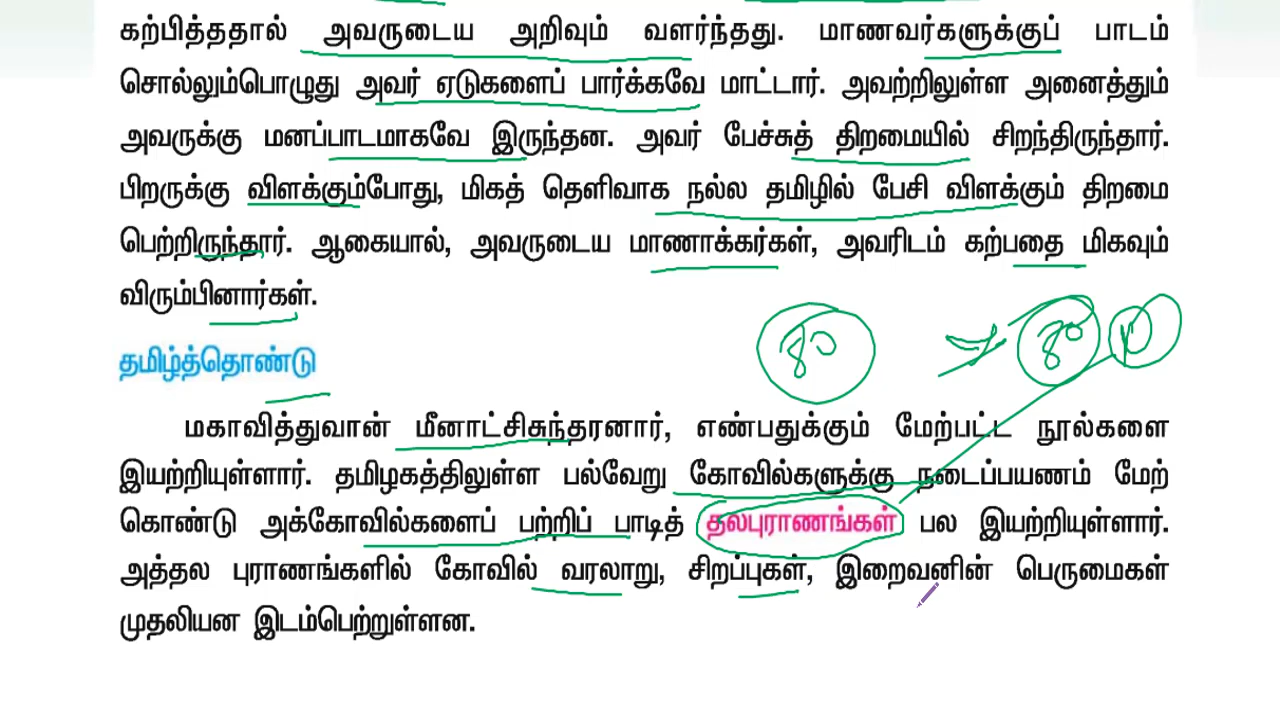 கற்பித்ததால் அவருடைய அறிவும் வளர்ந்தது. மாணவர்களுக்குப் பாடம்
சொல்லும்பொழுது அவர் ஏடுகளைப் பார்க்கவே மாட்டார். அவற்றிலுள்ள அனைத்தும்
அவருக்கு மனப்பாடமாகவே இருந்தன. அவர் பேச்சுத் திறமையில் சிறந்திருந்தார்.
பிறருக்கு விளக்கும்போது, மிகத் தெளிவாக நல்ல தமிழில் பேசி விளக்கும் திறமை
பெற்றிருந்தார். ஆகையால், அவருடைய மாணாக்கர்கள், அவரிடம் கற்பதை மிகவும்
விரும்பினார்கள்.
80 80
தமிழ்த்தொண்டு
மகாவித்துவான் மீனாட்சிசுந்தரனார், எண்பதுக்கும் மேற்பட்ட நூல்களை
இயற்றியுள்ளார். தமிழகத்திலுள்ள பல்வேறு கோவில்களுக்கு நடைப்பயணம் மேற்
கொண்டு அக்கோவில்களைப் பற்றிப் பாடித் தலபுராணங்கள் பல இயற்றியுள்ளார்.
அத்தல புராணங்களில் கோவில் வரலாறு, சிறப்புகள், இறைவனின் பெருமைகள்
முதலியன இடம்பெற்றுள்ளன.